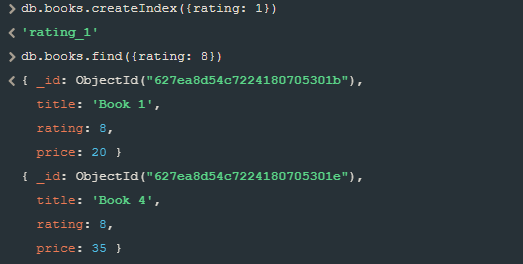 > db.books.createIndex({rating: 1})
< 'rating_1'
> db.books.find({rating: 8})
< { _id: ObjectId("627ea8d54c7224180705301b"),
title: 'Book 1',
rating: 8,
price: 20 }
{ _id: ObjectId("627ea8d54c7224180705301e"),
title: 'Book 4',
rating: 8,
price: 35 }